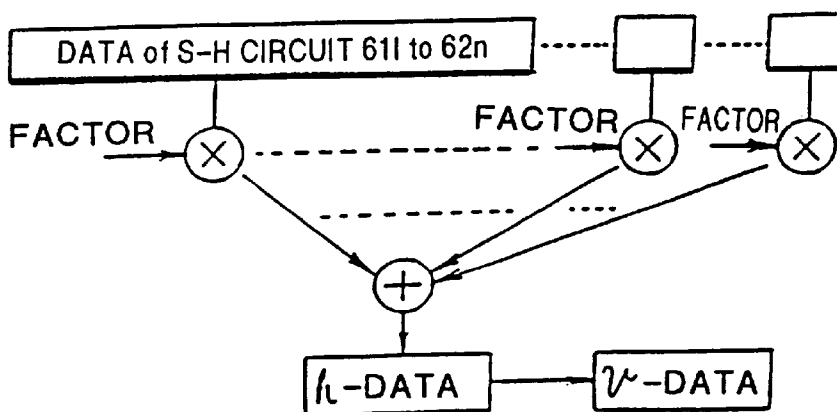 DATA of S-H CIRCUIT 61l to 62n
FACTOR
FACTOR
FACTOR
h-DATA
v-DATA